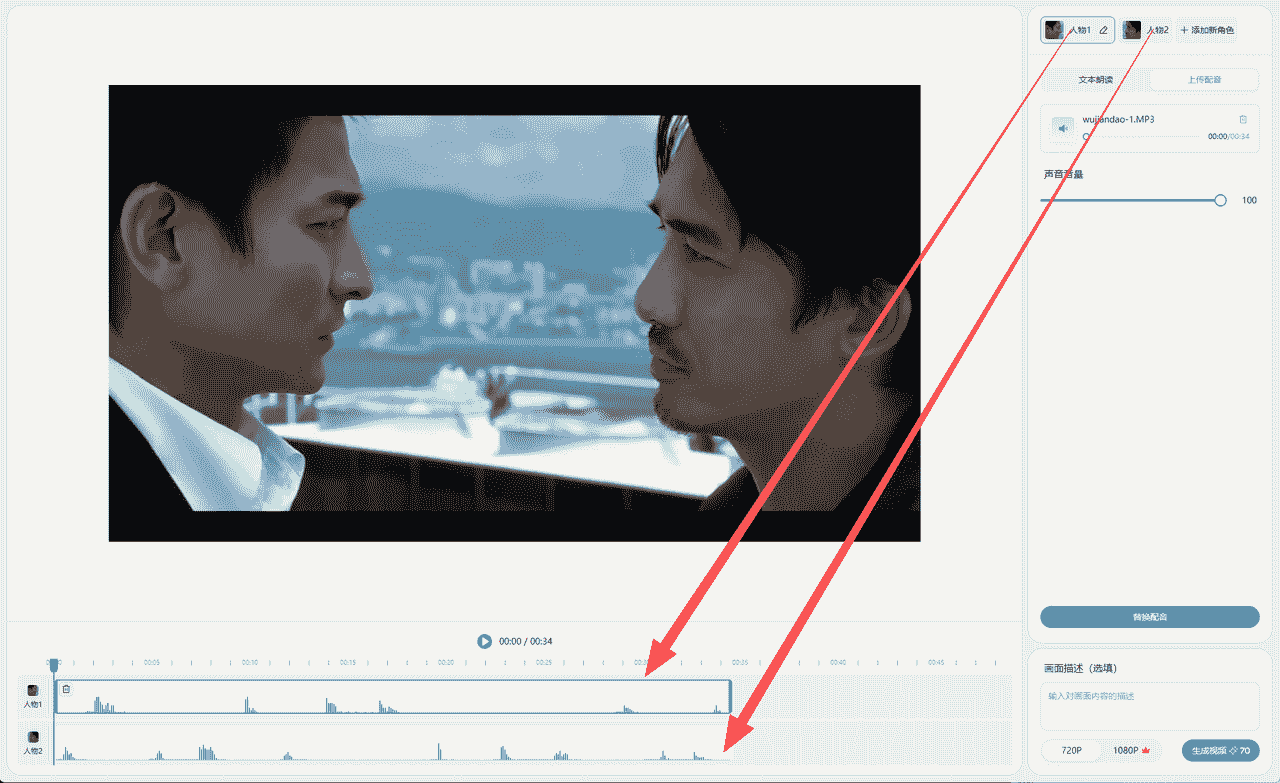 人物1
人物2
+ 添加新角色
文本朗读
上传配音
wujiandao-1.MP3
00:00/00:34
声音音量
100
替换配音
00:00 / 00:34
00:05
00:10
00:15
00:20
00:25
00:35
00:40
00:45
人物1
人物2
画面描述（选填）
输入对画面内容的描述
720P
1080P
生成视频 70